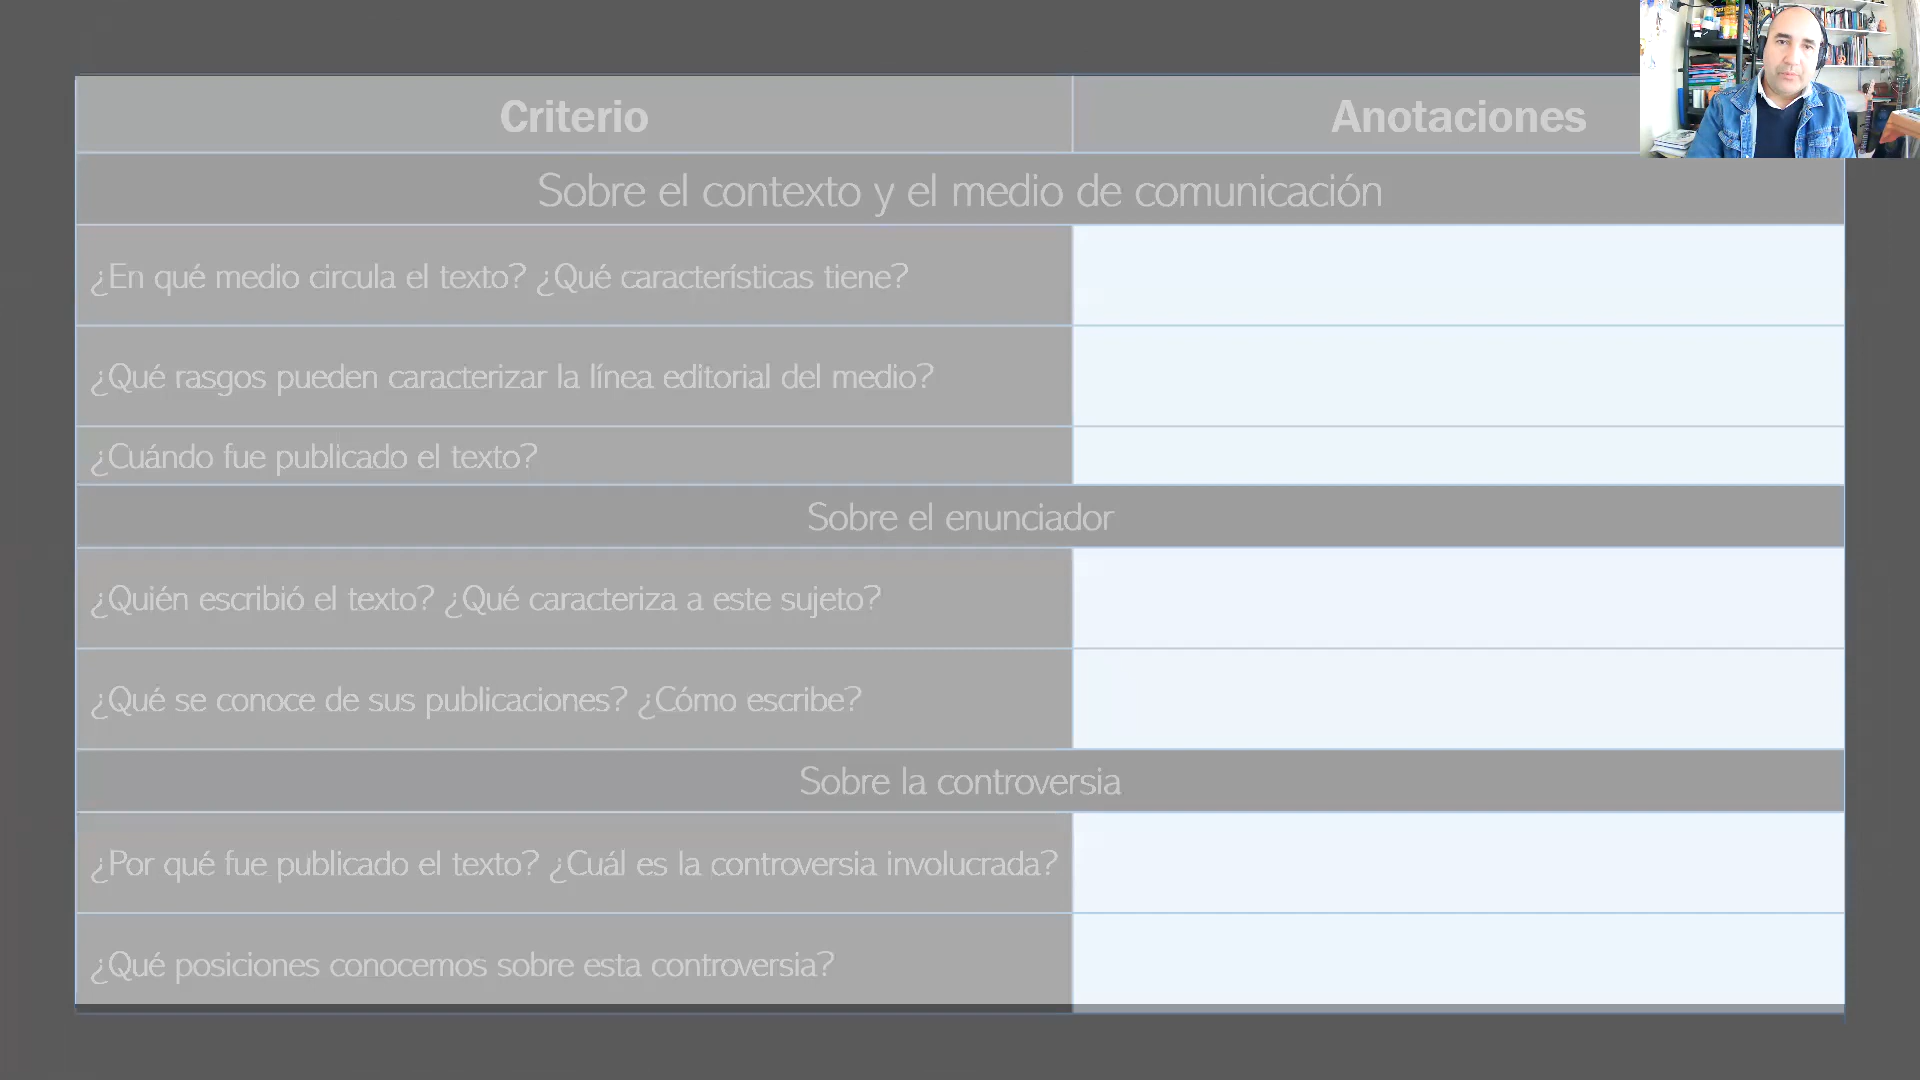 Criterio
Anotaciones
Sobre el contexto y el medio de comunicación
¿En qué medio circula el texto? ¿Qué características tiene?
¿Qué rasgos pueden caracterizar la línea editorial del medio?
¿Cuándo fue publicado el texto?
Sobre el enunciador
¿Quién escribió el texto? ¿Qué caracteriza a este sujeto?
¿Qué se conoce de sus publicaciones? ¿Cómo escribe?
Sobre la controversia
¿Por qué fue publicado el texto? ¿Cuál es la controversia involucrada?
¿Qué posiciones conocemos sobre esta controversia?